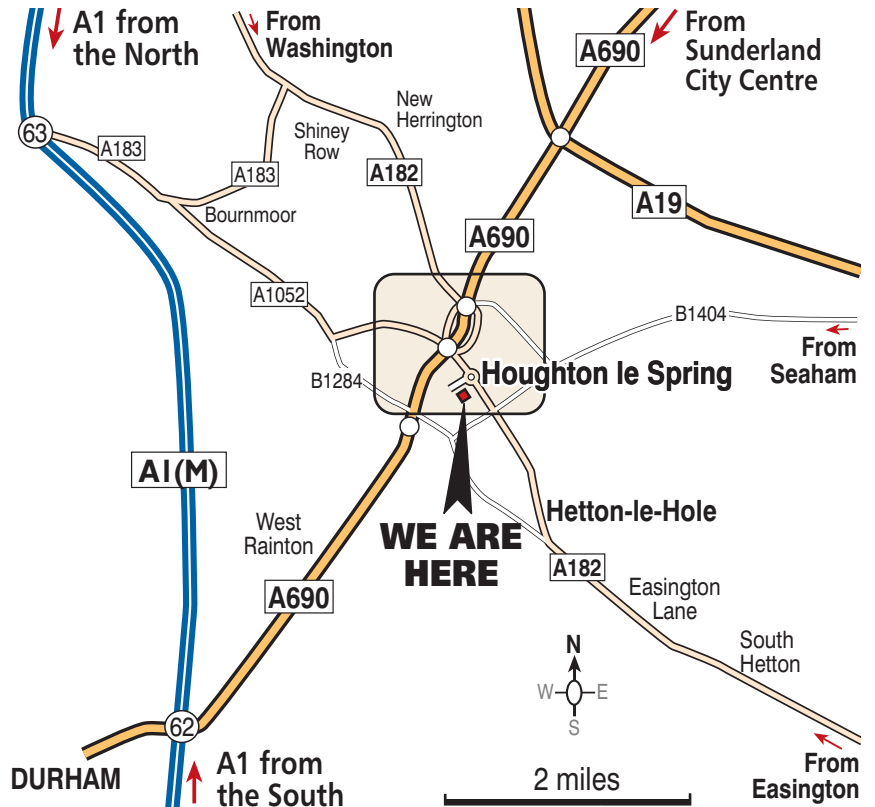 A1 from
the North
From
Washington
A690
From
Sunderland
City Centre
63
A183
New
Herrington
Shiney
Row
A183
A182
Bournmoor
A19
A690
A1052
B1404
From
Seaham
B1284
Houghton le Spring
A1(M)
Hetton-le-Hole
West
Rainton
WE ARE
HERE
A182
A690
Easington
Lane
South
Hetton
N
W
E
S
62
DURHAM
A1 from
the South
2 miles
From
Easington